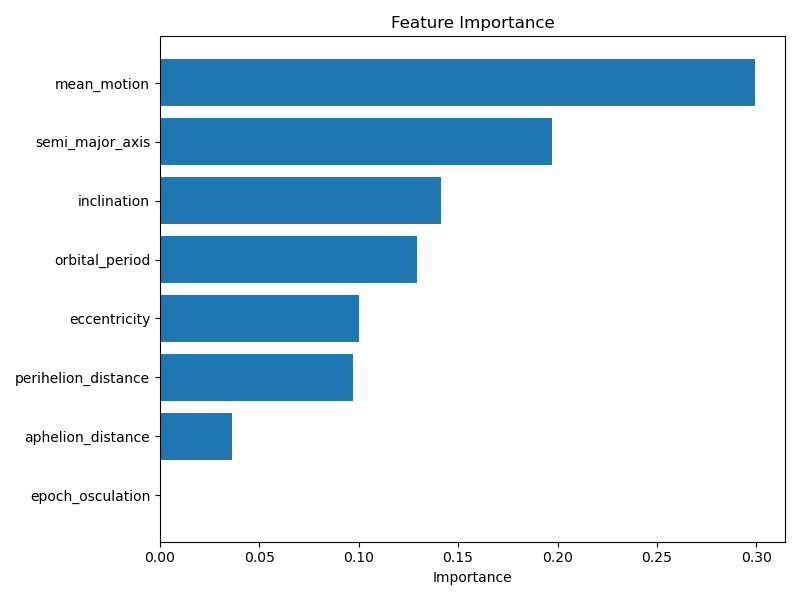 Feature Importance
mean_motion
semi_major_axis
inclination
orbital_period
eccentricity
perihelion_distance
aphelion_distance
epoch_osculation
0.00 0.05 0.10 0.15 0.20 0.25 0.30
Importance